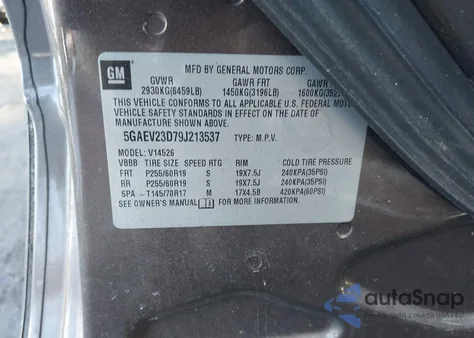 GM
MFD. BY GENERAL MOTORS CORP.
GVWR GAWR FRT GAWR
2930KG(6459LB) 1450KG(3196LB)
THIS VEHICLE CONFORMS TO ALL APPLICABLE U.S. FEDERAL MOTOR
VEHICLE SAFETY STANDARDS IN EFFECT ON THE DATE OF
MANUFACTURE SHOWN ABOVE.
5GAEV23D79J213537 TYPE: M.P.V.
MODEL: V14526
VBBB TIRE SIZE SPEED RTG RIM COLD TIRE PRESSURE
FRT P255/60R19 S 19X7.5J 240KPA(35PSI)
RR P255/60R19 S 19X7.5J 240KPA(35PSI)
SPA T145/70R17 M 17X4.5B 420KPA(60PSI)
SEE OWNER'S MANUAL FOR MORE INFORMATION
autoSnap